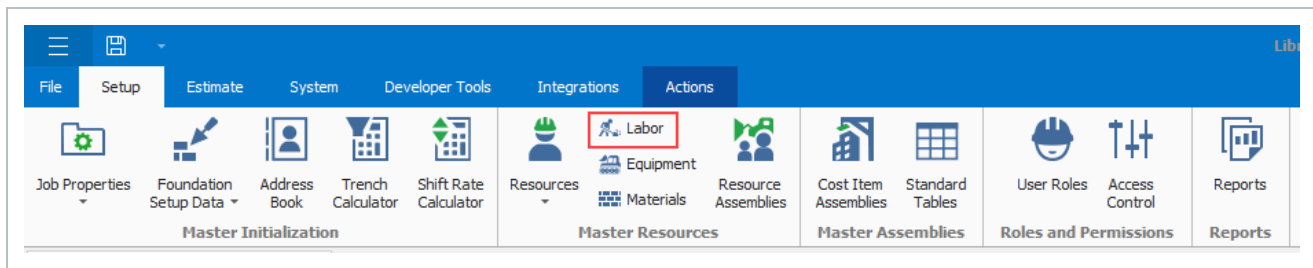 Lib
File Setup Estimate System Developer Tools Integrations Actions
Labor
Equipment
Materials
Job Properties Foundation Setup Data Address Book Trench Calculator Shift Rate Calculator Resources Resource Assemblies Cost Item Assemblies Standard Tables User Roles Access Control Reports
Master Initialization Master Resources Master Assemblies Roles and Permissions Reports